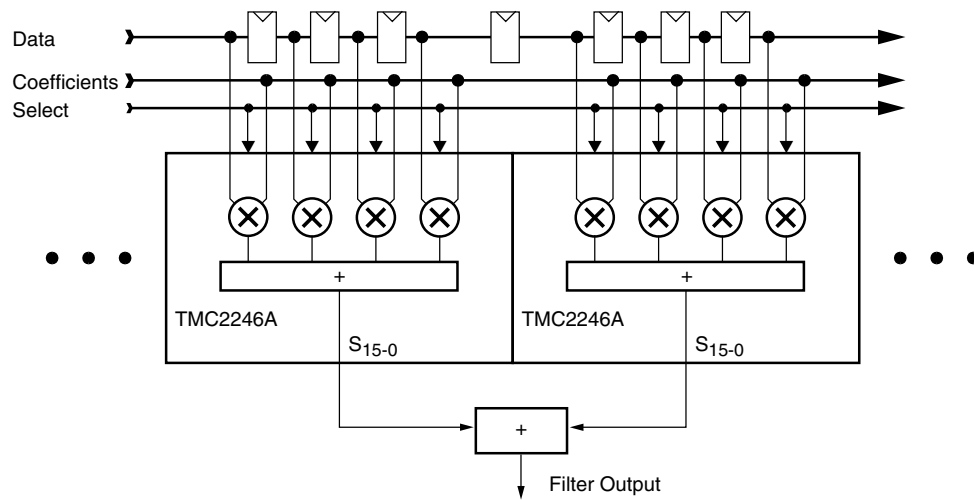 Data
Coefficients
Select
+
+
TMC2246A
TMC2246A
S15-0
S15-0
+
Filter Output